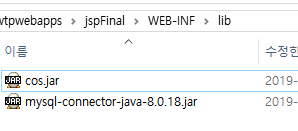 wtpwebapps > jspFinal > WEB-INF > lib
이름 수정한
cos.jar 2019-
mysql-connector-java-8.0.18.jar 2019-